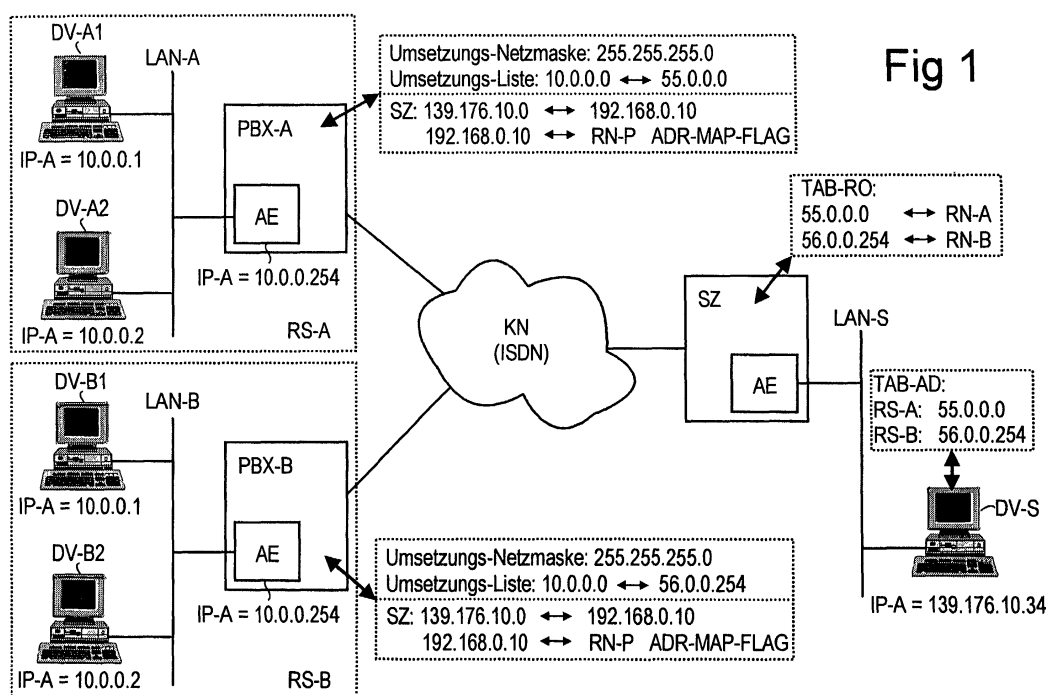 DV-A1
LAN-A
IP-A = 10.0.0.1
DV-A2
IP-A = 10.0.0.2
PBX-A
AE
IP-A = 10.0.0.254
RS-A
Umsetzungs-Netzmaske: 255.255.255.0
Umsetzungs-Liste: 10.0.0.0 ↔ 55.0.0.0
SZ: 139.176.10.0 ↔ 192.168.0.10
192.168.0.10 ↔ RN-P ADR-MAP-FLAG
Fig 1
DV-B1
LAN-B
IP-A = 10.0.0.1
DV-B2
IP-A = 10.0.0.2
PBX-B
AE
IP-A = 10.0.0.254
RS-B
Umsetzungs-Netzmaske: 255.255.255.0
Umsetzungs-Liste: 10.0.0.0 ↔ 56.0.0.254
SZ: 139.176.10.0 ↔ 192.168.0.10
192.168.0.10 ↔ RN-P ADR-MAP-FLAG
KN
(ISDN)
TAB-RO:
55.0.0.0 ↔ RN-A
56.0.0.254 ↔ RN-B
SZ
AE
LAN-S
TAB-AD:
RS-A: 55.0.0.0
RS-B: 56.0.0.254
DV-S
IP-A = 139.176.10.34